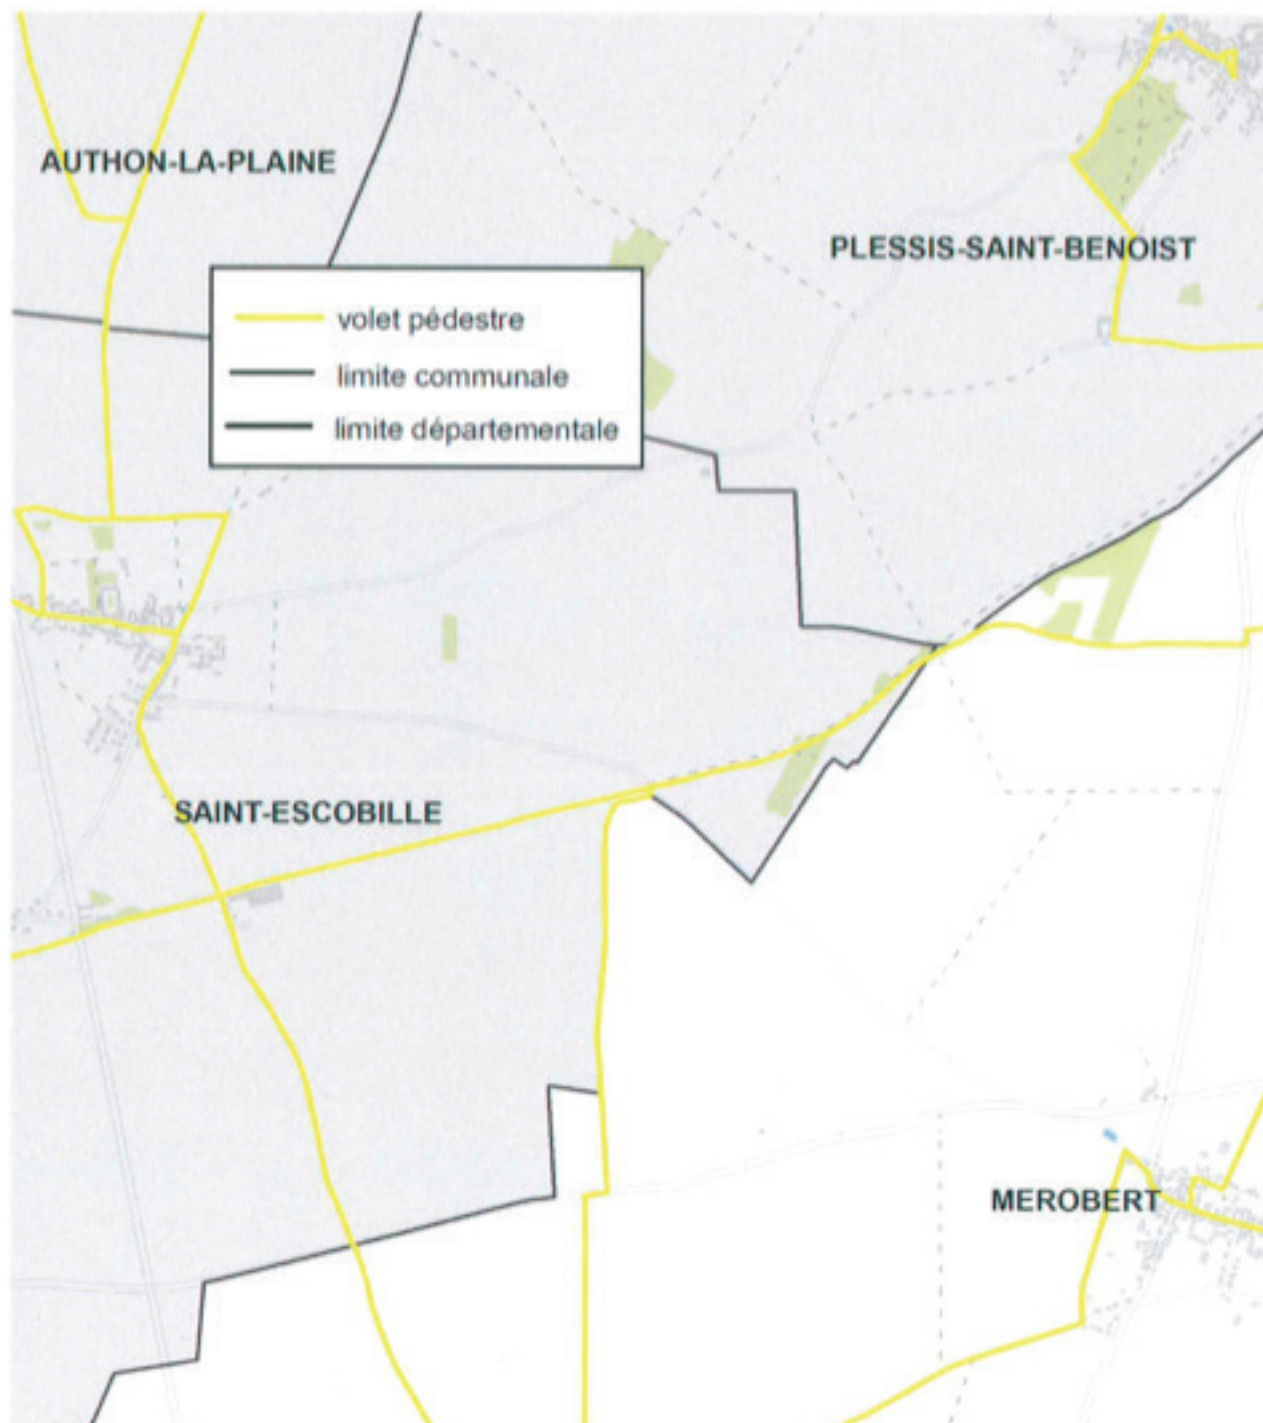 AUTHON-LA-PLAINE
PLESSIS-SAINT-BENOIST
volet pédestre
limite communale
limite départementale
SAINT-ESCOBILLE
MEROBERT